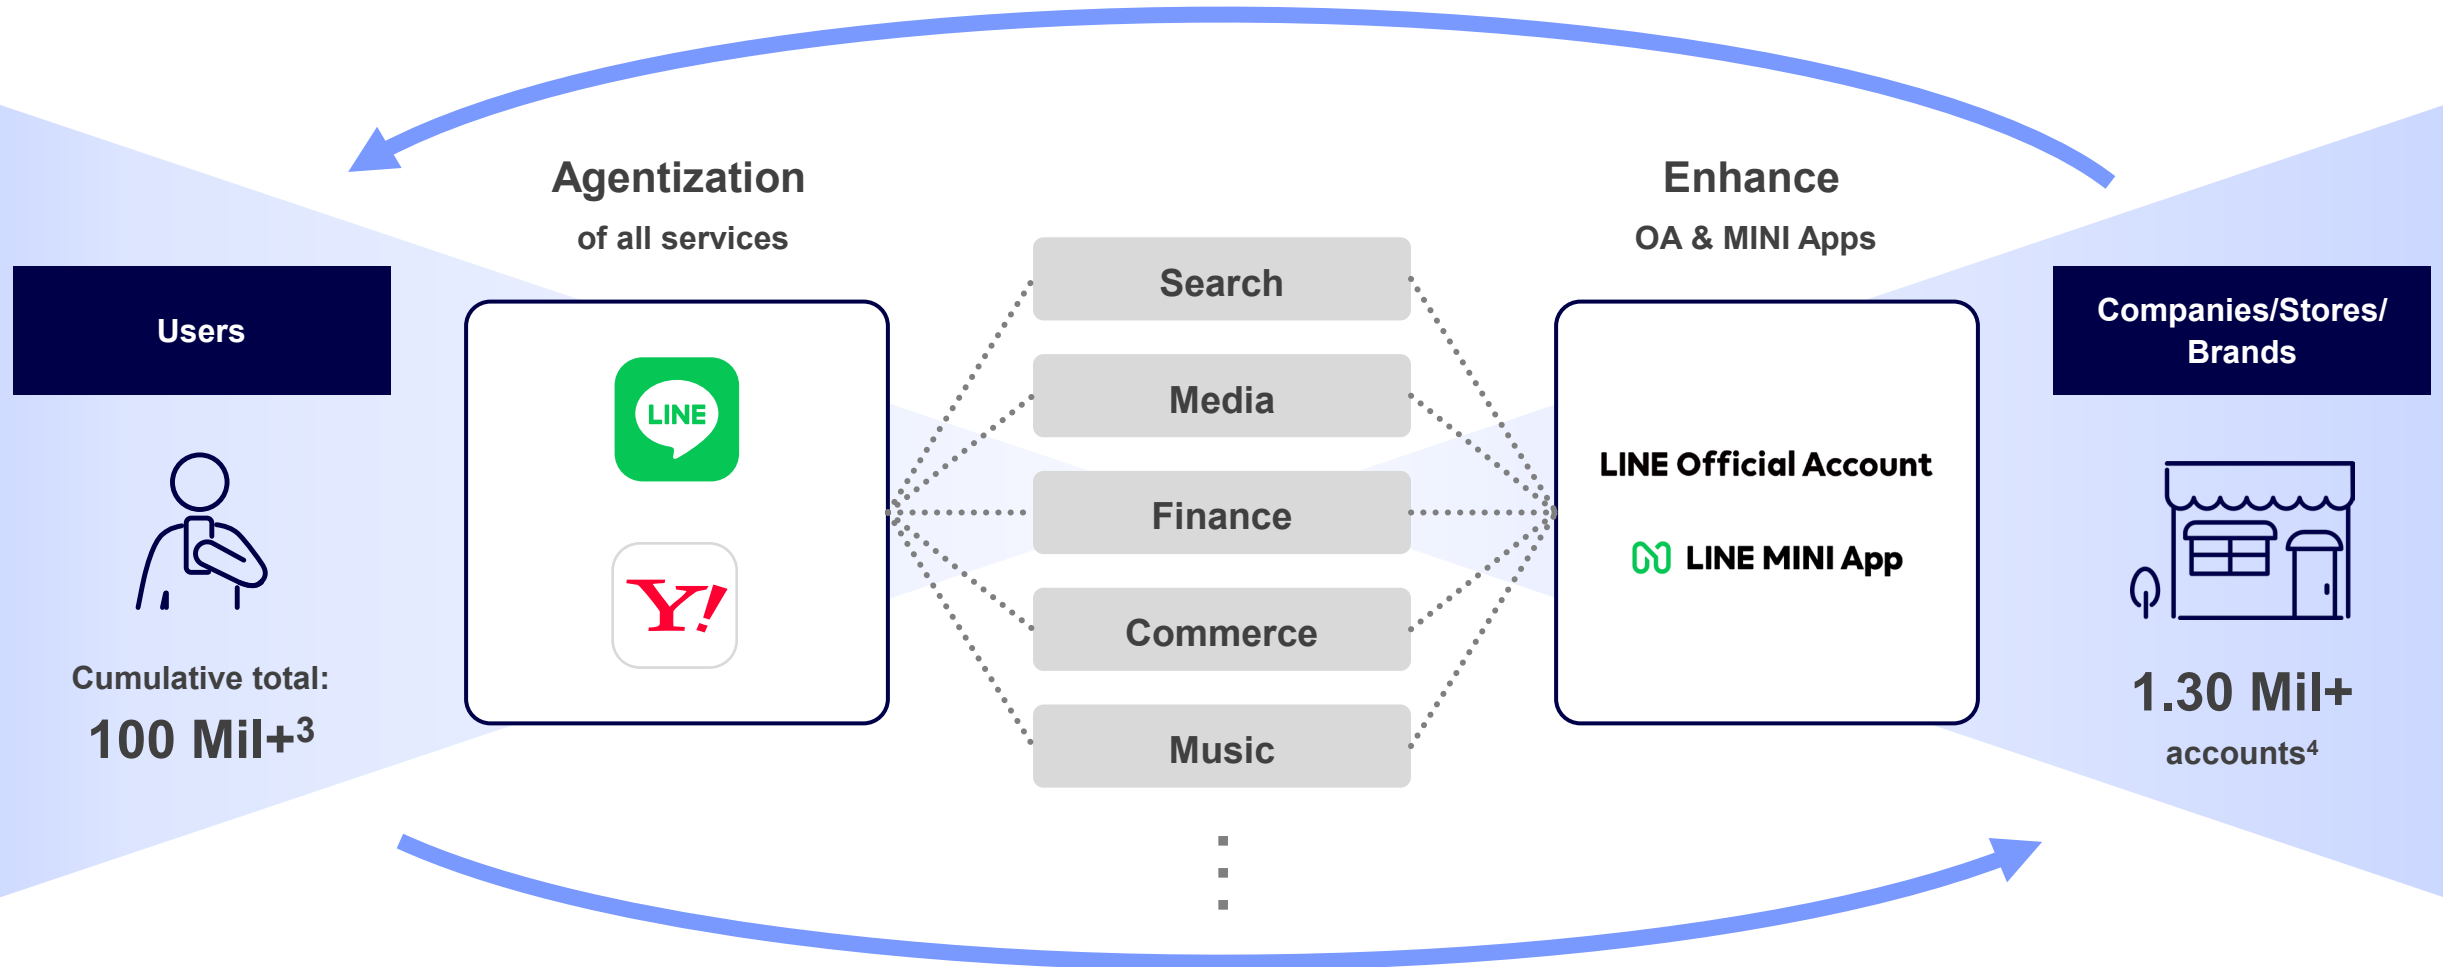 Agentization
of all services
Enhance
OA & MINI Apps
Users
Cumulative total:
100 Mil+³
LINE
Y!
Search
Media
Finance
Commerce
Music
LINE Official Account
LINE MINI App
Companies/Stores/
Brands
1.30 Mil+
accounts⁴